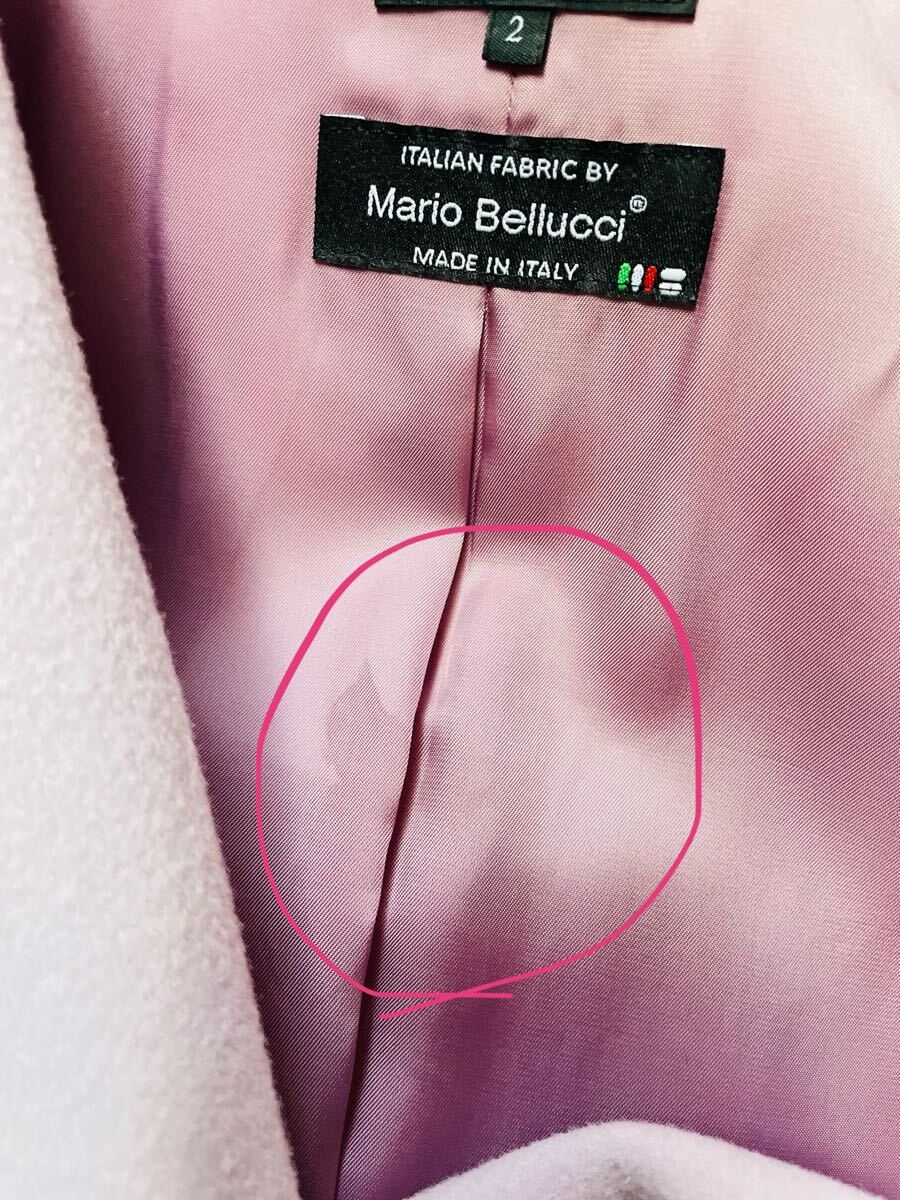 2
ITALIAN FABRIC BY
Mario Bellucci®
MADE IN ITALY